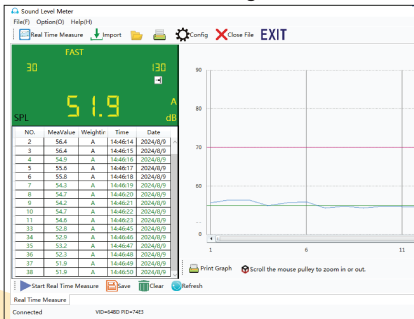 Sound Level Meter
File(F) Option(O) Help(H)
Real Time Measure Import Config Close File EXIT
FAST
30 130
51.9
A
SPL dB
NO. MeaValue Weightir Time Date
2 56.4 A 14:46:14 2024/8/9
3 56.4 A 14:46:15 2024/8/9
4 54.9 A 14:46:16 2024/8/9
5 55.6 A 14:46:17 2024/8/9
6 55.8 A 14:46:18 2024/8/9
7 54.3 A 14:46:19 2024/8/9
8 54.7 A 14:46:20 2024/8/9
9 54.2 A 14:46:21 2024/8/9
10 54.7 A 14:46:22 2024/8/9
11 54.6 A 14:46:23 2024/8/9
33 52.8 A 14:46:45 2024/8/9
34 52.9 A 14:46:46 2024/8/9
35 53.2 A 14:46:47 2024/8/9
36 52.3 A 14:46:48 2024/8/9
37 51.9 A 14:46:49 2024/8/9
38 51.9 A 14:46:50 2024/8/9
90
80
70
60
1 6 11
Print Graph Scroll the mouse pulley to zoom in or out.
Start Real Time Measure Save Clear Refresh
Real Time Measure
Connected VID=64BD PID=74E3